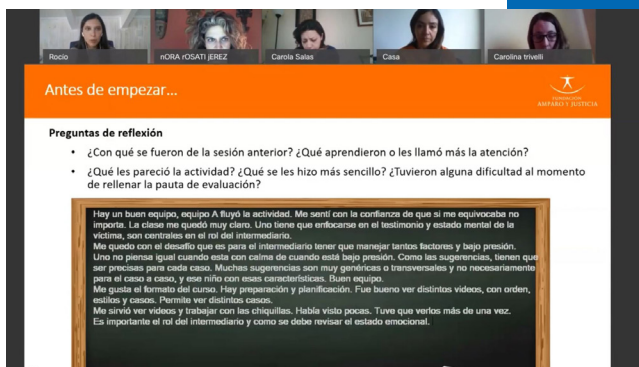 Rocio
nORA rOSATI jEREZ
Carola Salas
Casa
Carolina trivelli
Antes de empezar...
FUNDACIÓN
AMPARO Y JUSTICIA
Preguntas de reflexión
• ¿Con qué se fueron de la sesión anterior? ¿Qué aprendieron o les llamó más la atención?
• ¿Qué les pareció la actividad? ¿Qué se les hizo más sencillo? ¿Tuvieron alguna dificultad al momento
de rellenar la pauta de evaluación?
Hay un buen equipo, equipo A fluyó la actividad. Me sentí con la confianza de que si me equivocaba no
importa. La clase me quedó muy clara. Uno tiene que enfocarse en el testimonio y estado mental de la
víctima, son centrales en el rol del intermediario.
Me quedo con el desafío que es para el intermediario tener que manejar tantos factores y bajo presión.
Uno no piensa igual cuando esta con calma de cuando está bajo presión. Como las sugerencias, tienen que
ser precisas para cada caso. Muchas sugerencias son muy genéricas o transversales y no necesariamente
para el caso a caso, y ese niño con esas características. Buen equipo.
Me gusta el formato del curso. Hay preparación y planificación. Fue bueno ver distintos videos, con orden,
estilos y casos. Permite ver distintos casos.
Me sirvió ver videos y trabajar con las chiquillas. Había visto pocas. Tuve que verlos más de una vez.
Es importante el rol del intermediario y como se debe revisar el estado emocional.